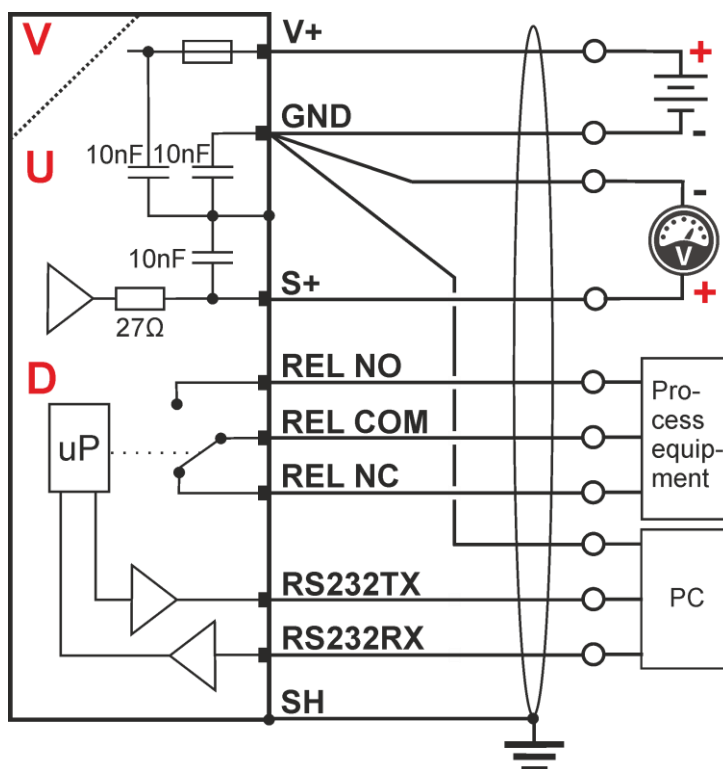 V
V+
+
GND
-
10nF
10nF
U
-
V
10nF
S+
+
27Ω
REL NO
D
Pro-
cess
equip-
ment
REL COM
uP
REL NC
RS232TX
PC
RS232RX
SH